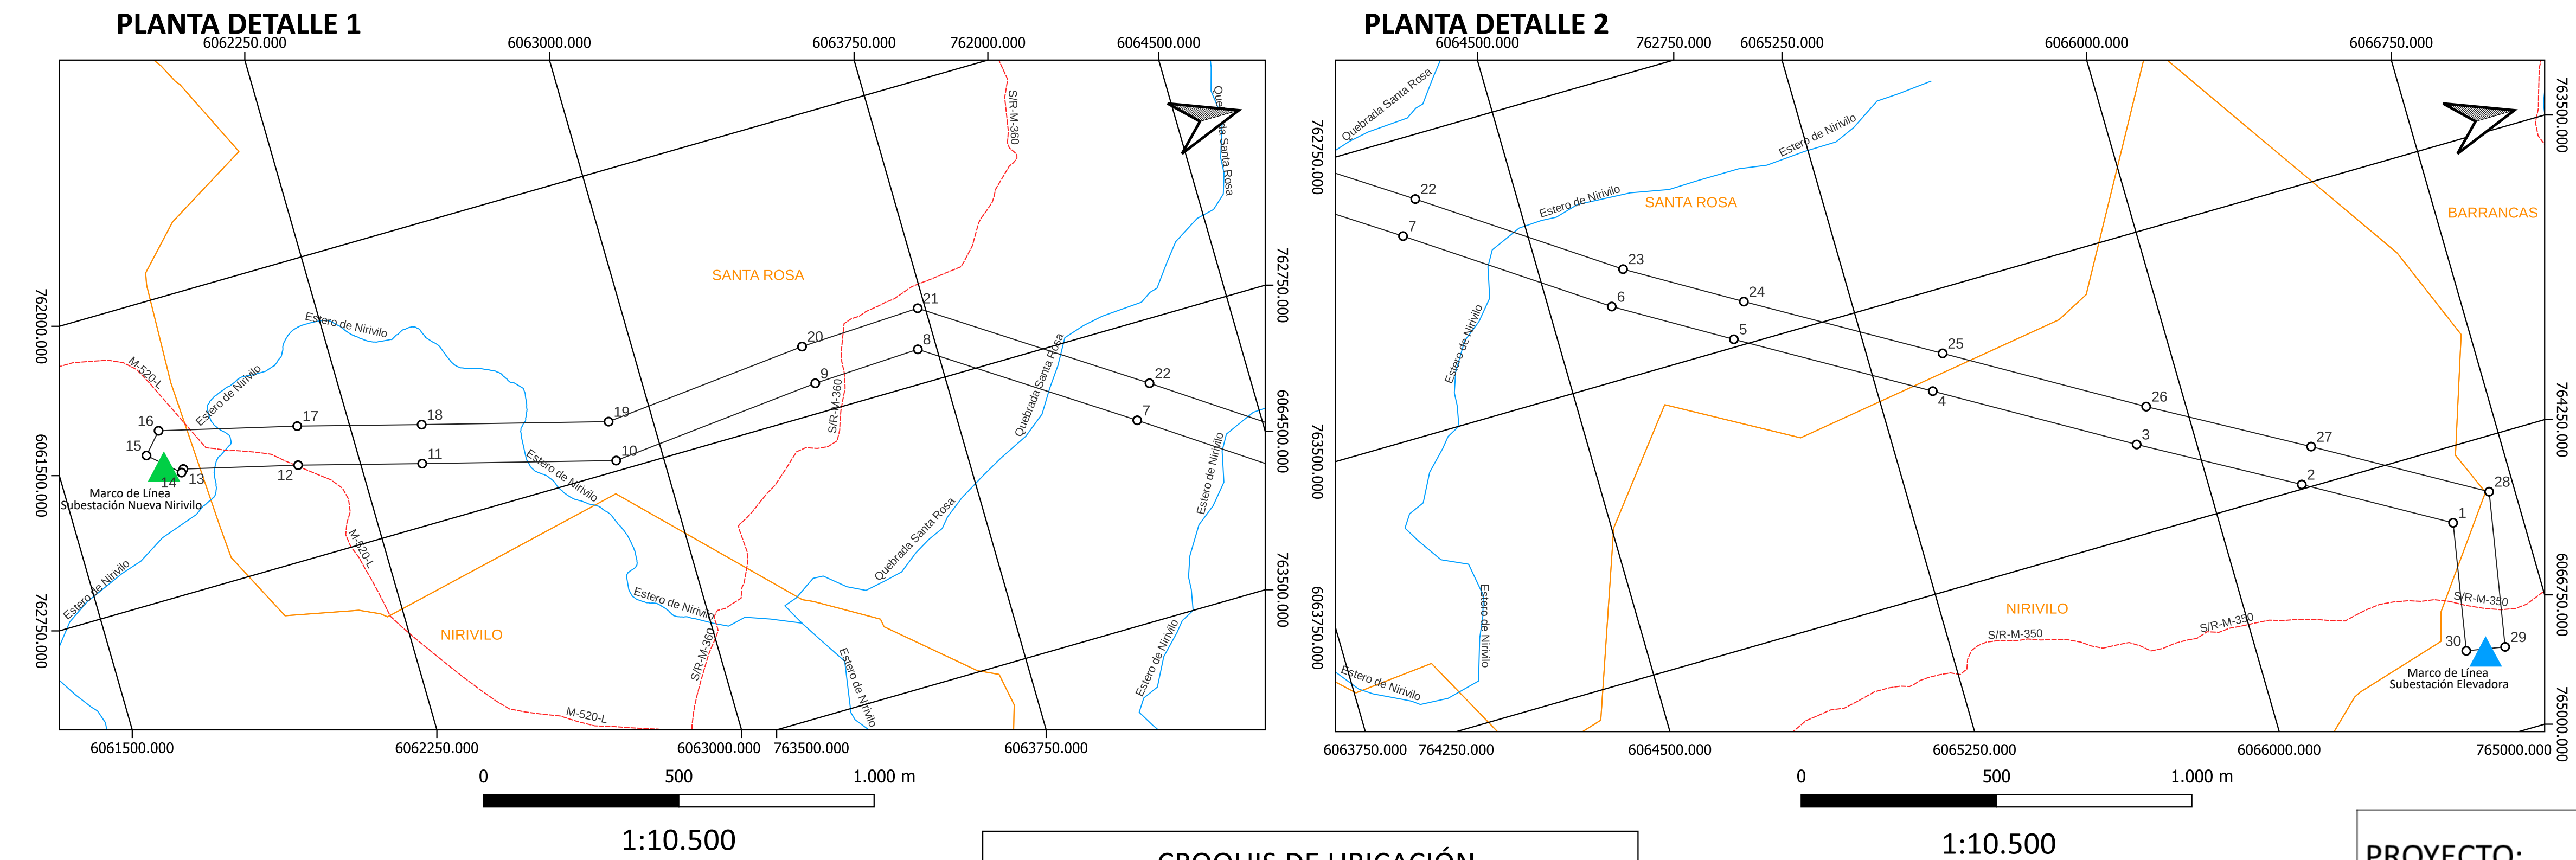 PLANTA DETALLE 1
6062250.000
6063000.000
6063750.000
762000.000
6064500.000
S/R-M-360
Quebrada Santa Rosa
SANTA ROSA
762750.000
21
20
8
Estero de Nirivilo
762000.000
M-520-L
Estero de Nirivilo
9
22
Quebrada Santa Rosa
S/R-M-360
16
17
18
19
7
6064500.000
15
12
11
10
14
13
Marco de Línea
Subestación Nueva Nirivilo
6061500.000
Estero de Nirivilo
Estero de Nirivilo
M-520-L
Quebrada Santa Rosa
Estero de Nirivilo
762750.000
Estero de Nirivilo
NIRIVILO
S/R-M-360
Estero de Nirivilo
Estero de Nirivilo
763500.000
M-520-L
6061500.000
6062250.000
6063000.000
763500.000
6063750.000
0
500
1.000 m
1:10.500
PLANTA DETALLE 2
6064500.000
762750.000
6065250.000
6066000.000
6066750.000
763500.000
Quebrada Santa Rosa
Estero de Nirivilo
762750.000
22
Estero de Nirivilo
SANTA ROSA
BARRANCAS
7
23
6
24
5
25
Estero de Nirivilo
4
26
764250.000
3
27
763500.000
2
28
1
Estero de Nirivilo
NIRIVILO
S/R-M-350
S/R-M-350
S/R-M-350
6066750.000
6063750.000
30
29
Marco de Línea
Subestación Elevadora
Estero de Nirivilo
765000.000
6063750.000
764250.000
6064500.000
6065250.000
6066000.000
765000.000
0
500
1.000 m
1:10.500
CROQUIS DE UBICACIÓN
PROYECTO: